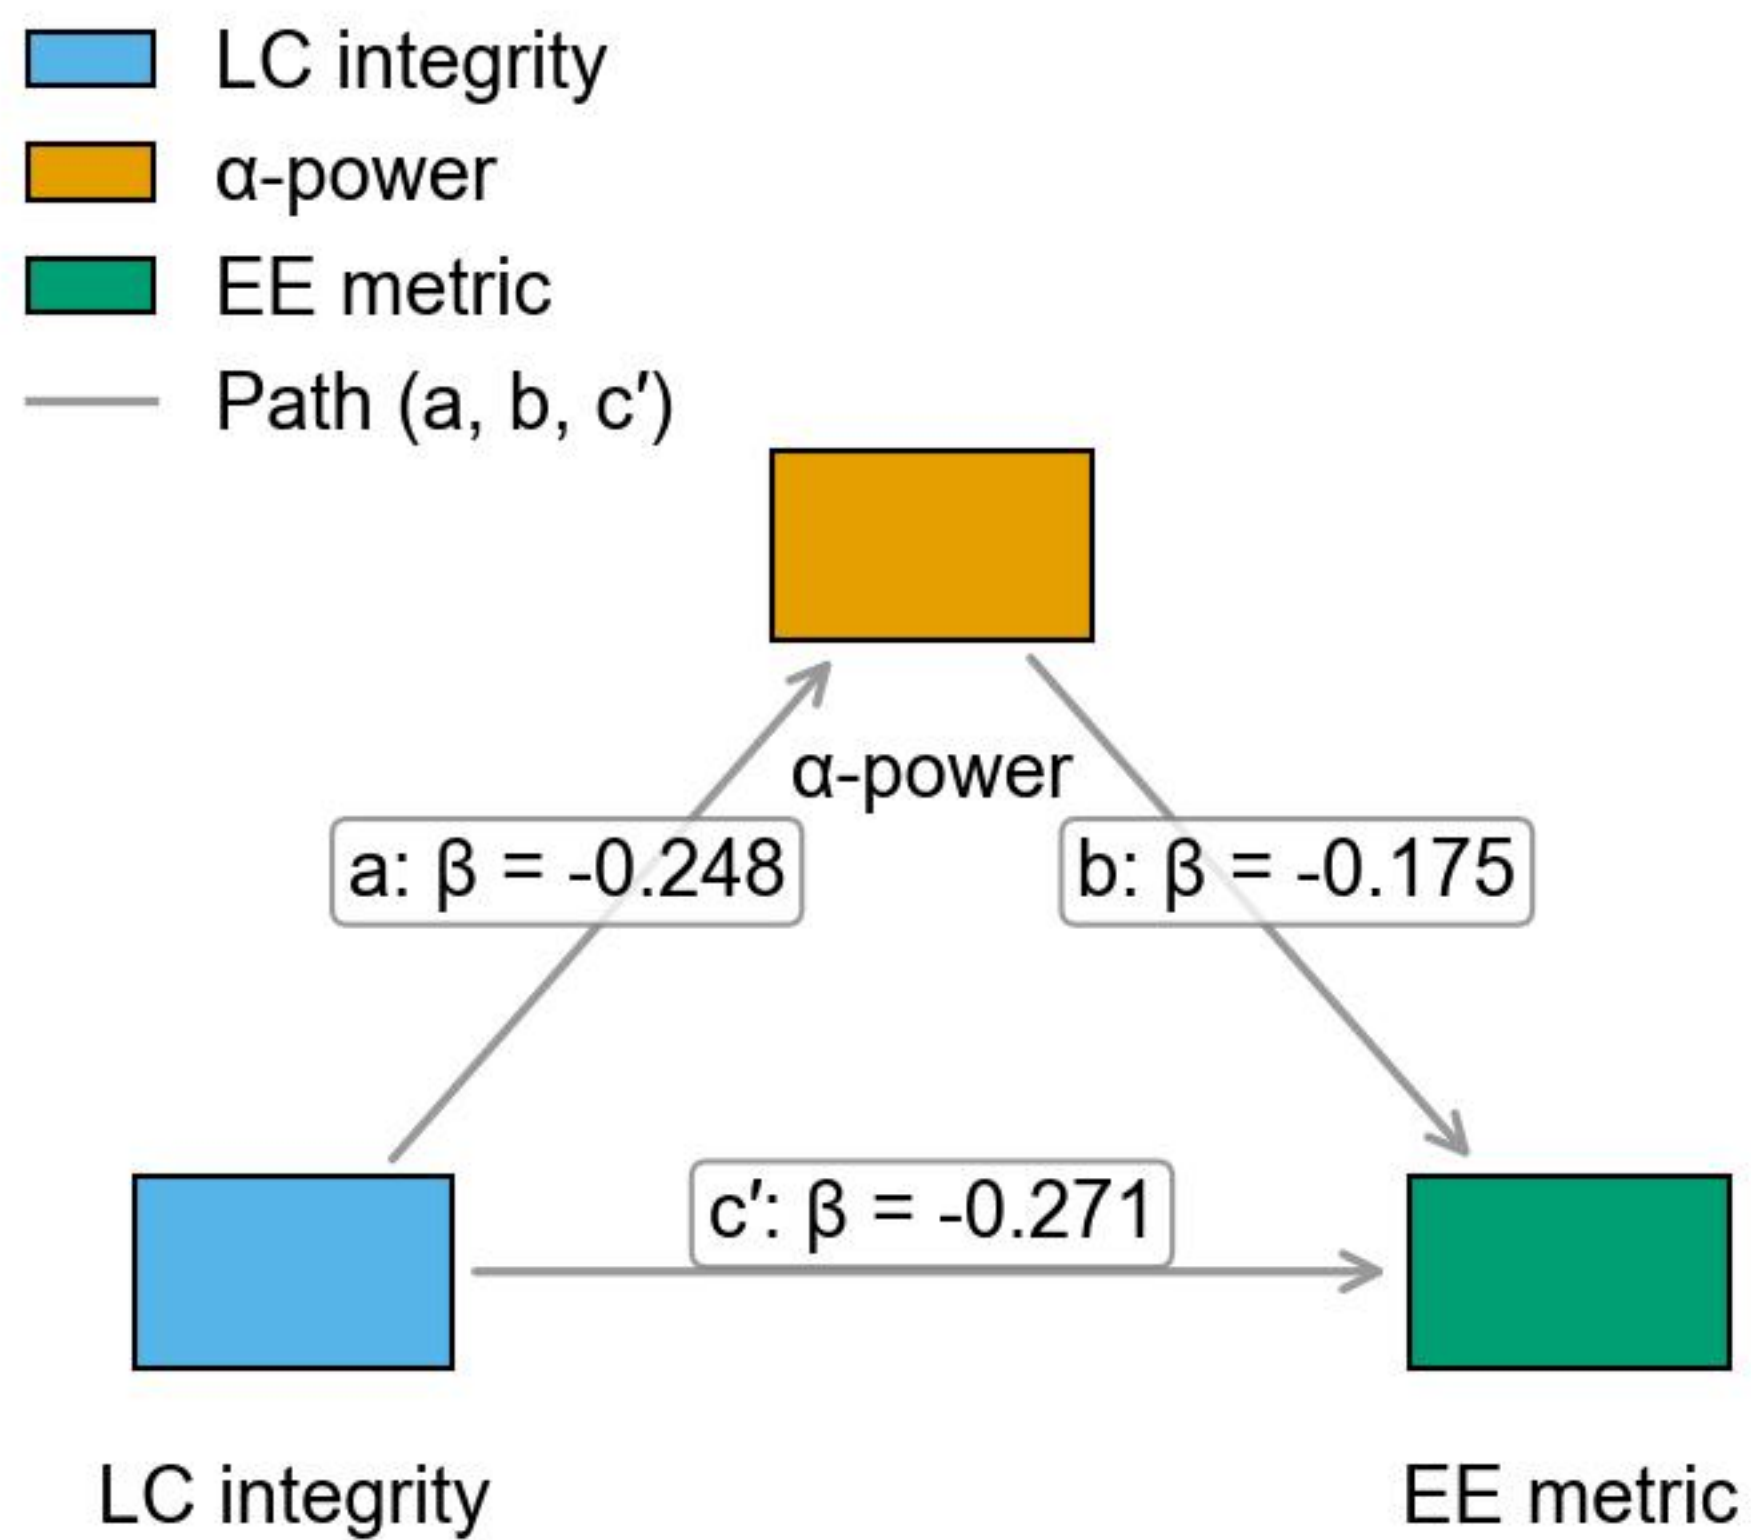 LC integrity
α-power
EE metric
Path (a, b, c′)
α-power
a: β = -0.248
b: β = -0.175
c′: β = -0.271
LC integrity
EE metric